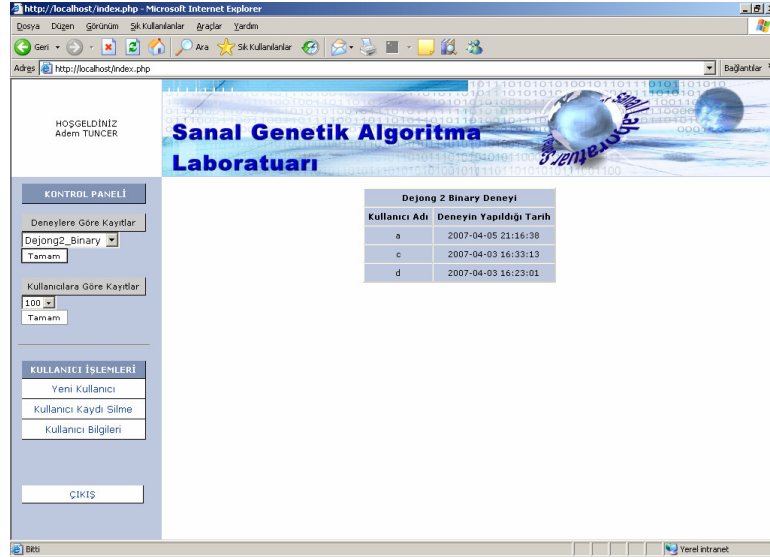 http://localhost/index.php - Microsoft Internet Explorer
Dosya Düzen Görünüm Sık Kullanılanlar Araçlar Yardım
Geri Ara Sık Kullanılanlar
Adres http://localhost/index.php Bağlantılar
HOŞGELDİNİZ
Adem TUNCER
Sanal Genetik Algoritma
Laboratuarı
Sanal Laboratuvar
KONTROL PANELİ
Deneylere Göre Kayıtlar
Dejong2_Binary
Tamam
Kullanıcılara Göre Kayıtlar
100
Tamam
KULLANICI İŞLEMLERİ
Yeni Kullanıcı
Kullanıcı Kaydı Silme
Kullanıcı Bilgileri
ÇIKIŞ
Dejong 2 Binary Deneyi
Kullanıcı Adı Deneyin Yapıldığı Tarih
a 2007-04-05 21:16:38
c 2007-04-03 16:33:13
d 2007-04-03 16:23:01
Bitti Yerel intranet